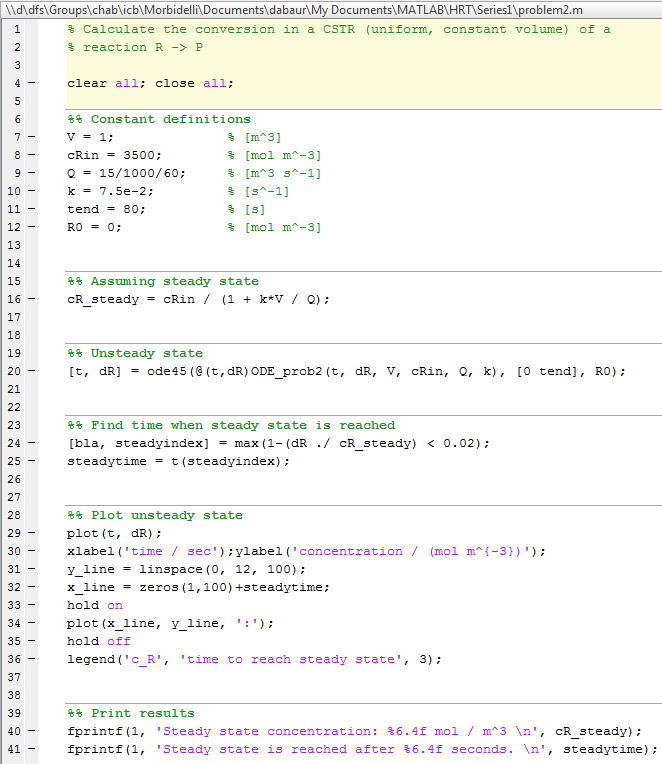 \\d\dfs\Groups\chab\icb\Morbidelli\Documents\dabaur\My Documents\MATLAB\HRT\Series1\problem2.m
1 % Calculate the conversion in a CSTR (uniform, constant volume) of a
2 % reaction R -> P
3
4 – clear all; close all;
5
6 %% Constant definitions
7 – V = 1; % [m^3]
8 – cRin = 3500; % [mol m^-3]
9 – Q = 15/1000/60; % [m^3 s^-1]
10 – k = 7.5e-2; % [s^-1]
11 – tend = 80; % [s]
12 – R0 = 0; % [mol m^-3]
13
14
15 %% Assuming steady state
16 – cR_steady = cRin / (1 + k*V / Q);
17
18
19 %% Unsteady state
20 – [t, dR] = ode45(@(t,dR)ODE_prob2(t, dR, V, cRin, Q, k), [0 tend], R0);
21
22
23 %% Find time when steady state is reached
24 – [bla, steadyindex] = max(1-(dR ./ cR_steady) < 0.02);
25 – steadytime = t(steadyindex);
26
27
28 %% Plot unsteady state
29 – plot(t, dR);
30 – xlabel('time / sec');ylabel('concentration / (mol m^{-3})');
31 – y_line = linspace(0, 12, 100);
32 – x_line = zeros(1,100)+steadytime;
33 – hold on
34 – plot(x_line, y_line, ':');
35 – hold off
36 – legend('c_R', 'time to reach steady state', 3);
37
38
39 %% Print results
40 – fprintf(1, 'Steady state concentration: %6.4f mol / m^3 \n', cR_steady);
41 – fprintf(1, 'Steady state is reached after %6.4f seconds. \n', steadytime);